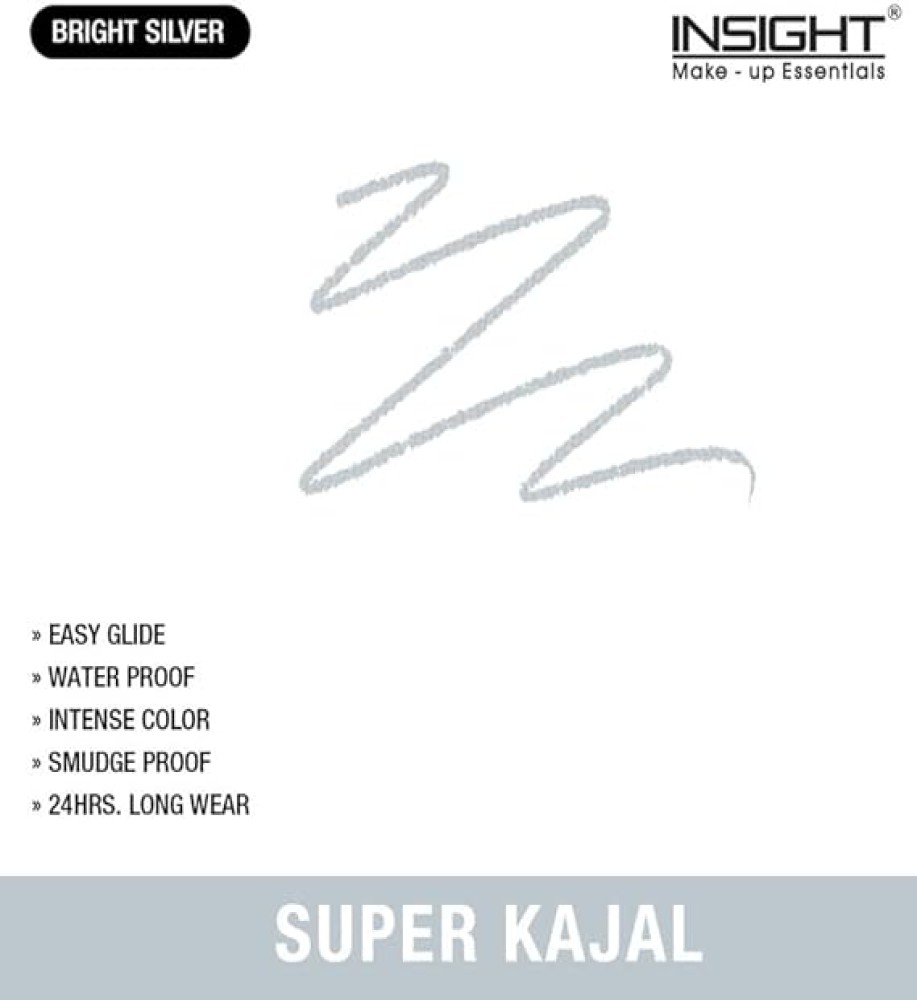 BRIGHT SILVER
INSIGHT®
Make - up Essentials
» EASY GLIDE
» WATER PROOF
» INTENSE COLOR
» SMUDGE PROOF
» 24HRS. LONG WEAR
SUPER KAJAL